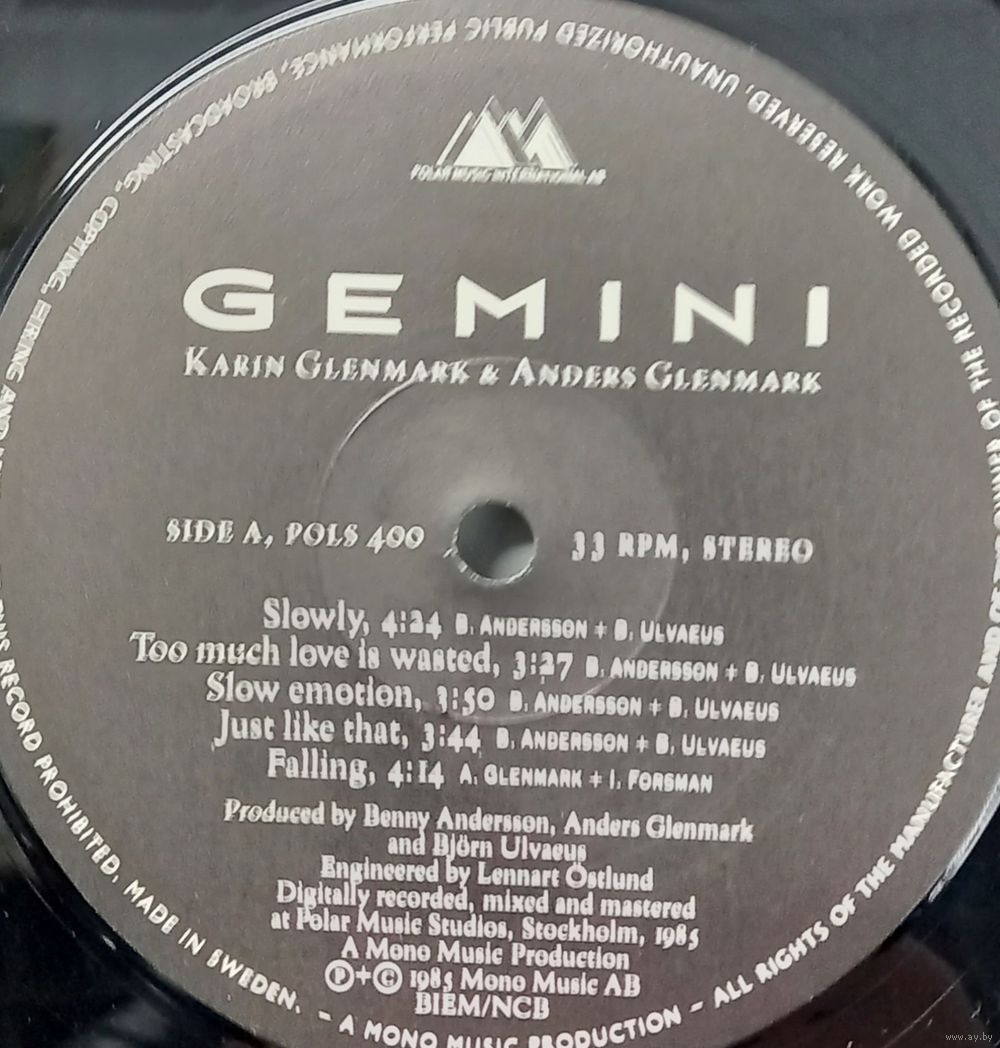 POLAR MUSIC INTERNATIONAL AB
GEMINI
KARIN GLENMARK & ANDERS GLENMARK
SIDE A, POLS 400
33 RPM, STEREO
Slowly, 4:24 B. ANDERSSON + B. ULVAEUS
Too much love is wasted, 3:27 B. ANDERSSON + B. ULVAEUS
Slow emotion, 3:50 B. ANDERSSON + B. ULVAEUS
Just like that, 3:44 B. ANDERSSON + B. ULVAEUS
Falling, 4:14 A. GLENMARK + I. FORSMAN
Produced by Benny Andersson, Anders Glenmark
and Björn Ulvaeus
Engineered by Lennart Östlund
Digitally recorded, mixed and mastered
at Polar Music Studios, Stockholm, 1985
A Mono Music Production
℗+© 1985 Mono Music AB
BIEM/NCB
– A MONO MUSIC PRODUCTION – ALL RIGHTS OF THE MANUFACTURER AND OF THE RECORDED WORK RESERVED, UNAUTHORIZED PUBLIC PERFORMANCE, BROADCASTING, COPYING, HIRING AND RECORD PROHIBITED. MADE IN SWEDEN.
www.ay.by